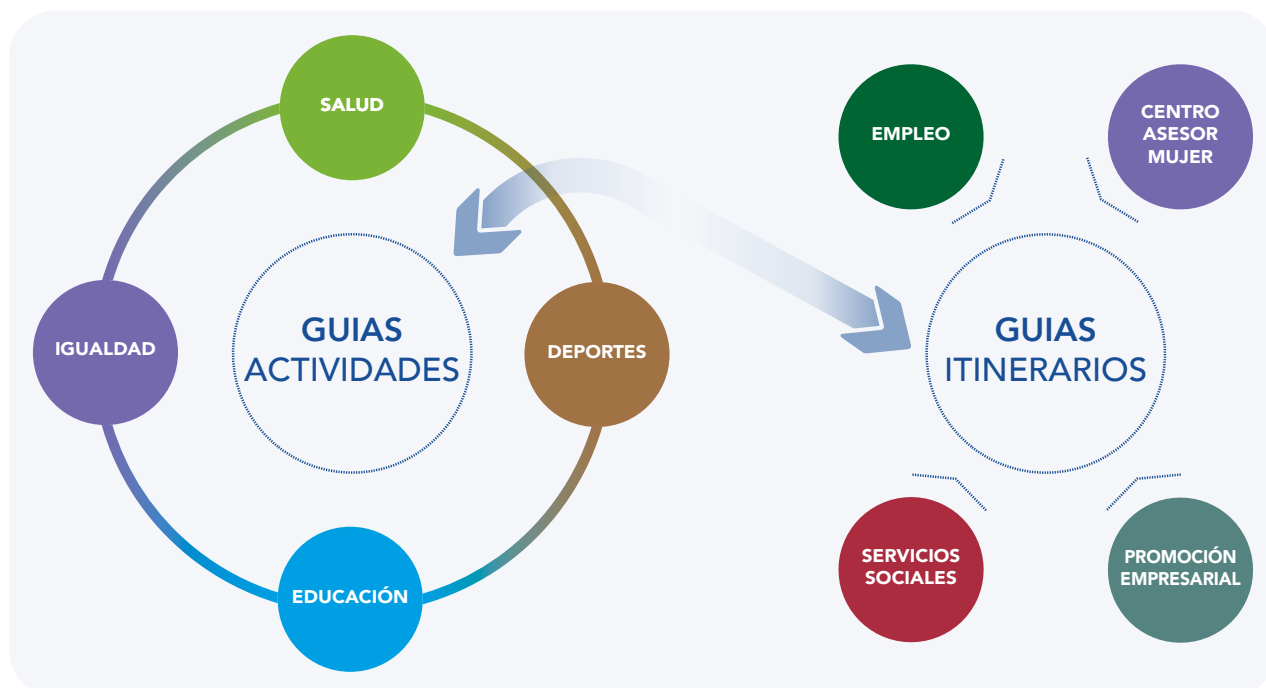 SALUD
IGUALDAD
GUIAS
ACTIVIDADES
DEPORTES
EDUCACIÓN
EMPLEO
CENTRO
ASESOR
MUJER
GUIAS
ITINERARIOS
SERVICIOS
SOCIALES
PROMOCIÓN
EMPRESARIAL